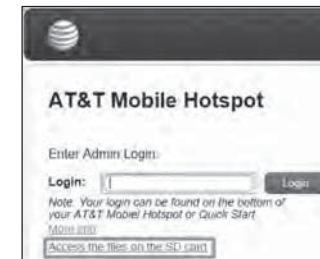 AT&T Mobile Hotspot
Enter Admin Login:
Login:
Login
Note. Your login can be found on the bottom of
your AT&T Mobiel Hotspot or Quick Start
More info
Access the files on the SD card